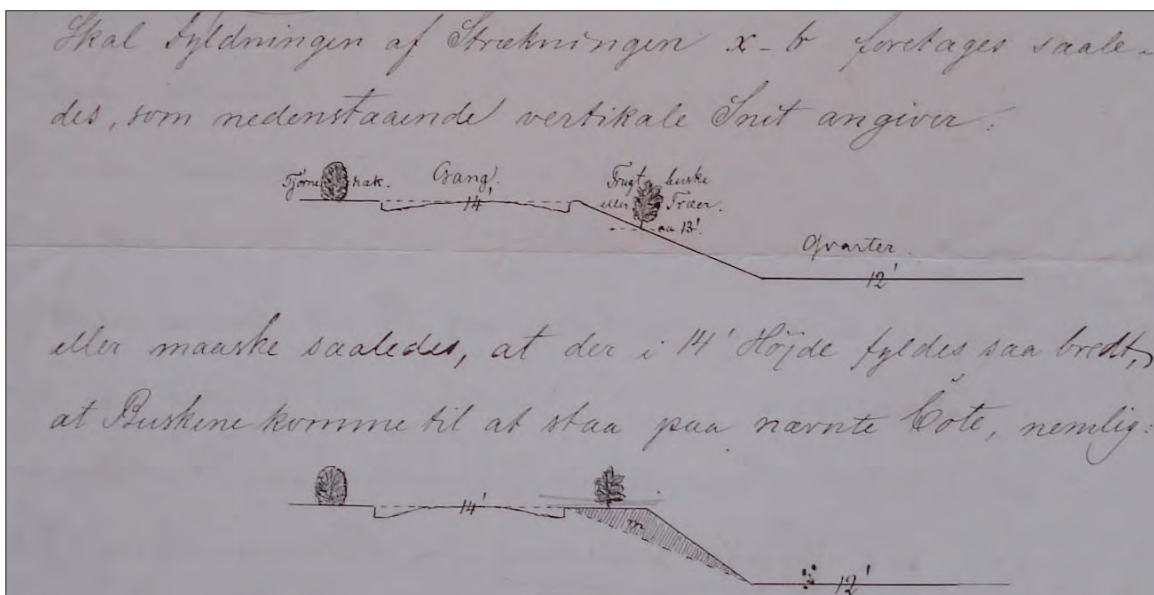 Skal Fyldningen af Strækningen x-b foretages saale-
des, som nedenstaaende vertikale Snit angiver:
Tjørne hæk. Gang. Frugt buske
14' eller Træer.
aa 13'.
Qvarter.
12'
eller maaske saaledes, at der i 14' Højde fyldes saa bredt,
at Buskene komme til at staa paa nævnte Cote, nemlig:
14'
m
12'